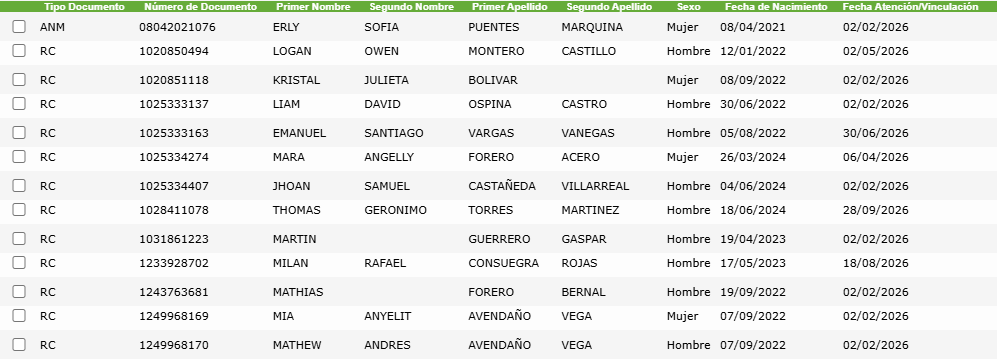 Tipo Documento Número de Documento Primer Nombre Segundo Nombre Primer Apellido Segundo Apellido Sexo Fecha de Nacimiento Fecha Atención/Vinculación
ANM 08042021076 ERLY SOFIA PUENTES MARQUINA Mujer 08/04/2021 02/02/2026
RC 1020850494 LOGAN OWEN MONTERO CASTILLO Hombre 12/01/2022 02/05/2026
RC 1020851118 KRISTAL JULIETA BOLIVAR Mujer 08/09/2022 02/02/2026
RC 1025333137 LIAM DAVID OSPINA CASTRO Hombre 30/06/2022 02/02/2026
RC 1025333163 EMANUEL SANTIAGO VARGAS VANEGAS Hombre 05/08/2022 30/06/2026
RC 1025334274 MARA ANGELLY FORERO ACERO Mujer 26/03/2024 06/04/2026
RC 1025334407 JHOAN SAMUEL CASTAÑEDA VILLARREAL Hombre 04/06/2024 02/02/2026
RC 1028411078 THOMAS GERONIMO TORRES MARTINEZ Hombre 18/06/2024 28/09/2026
RC 1031861223 MARTIN GUERRERO GASPAR Hombre 19/04/2023 02/02/2026
RC 1233928702 MILAN RAFAEL CONSUEGRA ROJAS Hombre 17/05/2023 18/08/2026
RC 1243763681 MATHIAS FORERO BERNAL Hombre 19/09/2022 02/02/2026
RC 1249968169 MIA ANYELIT AVENDAÑO VEGA Mujer 07/09/2022 02/02/2026
RC 1249968170 MATHEW ANDRES AVENDAÑO VEGA Hombre 07/09/2022 02/02/2026